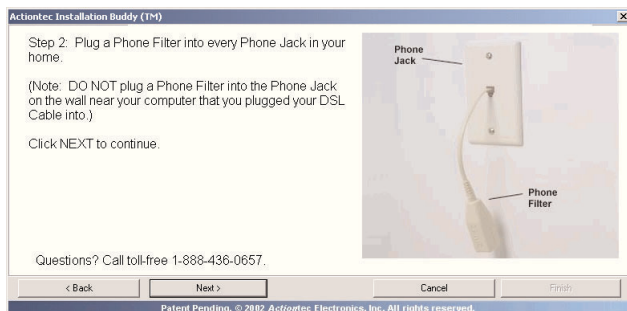 Actiontec Installation Buddy (TM)
Step 2: Plug a Phone Filter into every Phone Jack in your
home.
(Note: DO NOT plug a Phone Filter into the Phone Jack
on the wall near your computer that you plugged your DSL
Cable into.)
Click NEXT to continue.
Phone
Jack
Phone
Filter
Questions? Call toll-free 1-888-436-0657.
< Back
Next >
Cancel
Finish
Patent Pending. © 2002 Actiontec Electronics, Inc. All rights reserved.